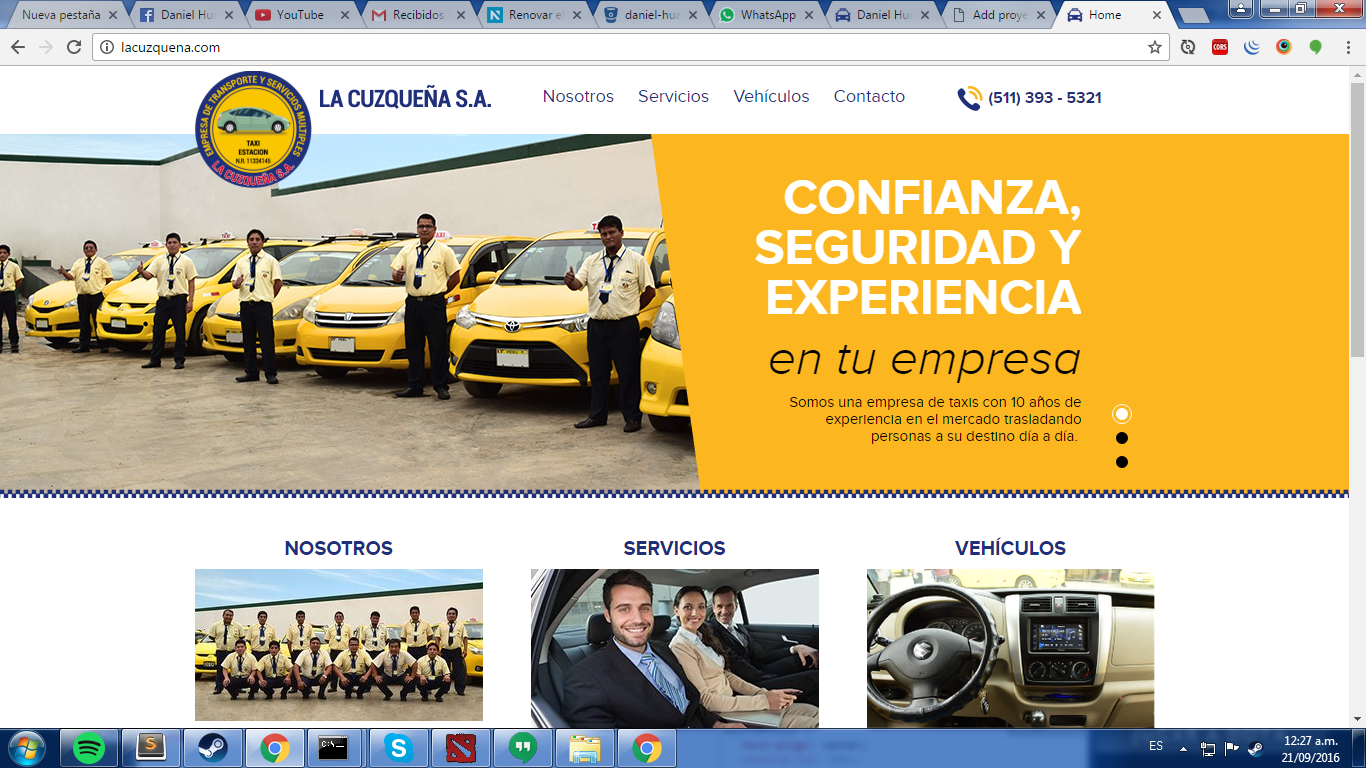 Nueva pestaña
Daniel Hua
YouTube
Recibidos
Renovar el
daniel-hua
WhatsApp
Daniel Hua
Add proye
Home
lacuzquena.com
CORS
EMPRESA DE TRANSPORTE Y SERVICIOS MULTIPLES
TAXI
ESTACION
N.R. 11334145
LA CUZQUEÑA S.A.
LA CUZQUEÑA S.A.
Nosotros
Servicios
Vehículos
Contacto
(511) 393 - 5321
CONFIANZA,
SEGURIDAD Y
EXPERIENCIA
en tu empresa
Somos una empresa de taxis con 10 años de
experiencia en el mercado trasladando
personas a su destino día a día.
NOSOTROS
SERVICIOS
VEHÍCULOS
ES
12:27 a.m.
21/09/2016